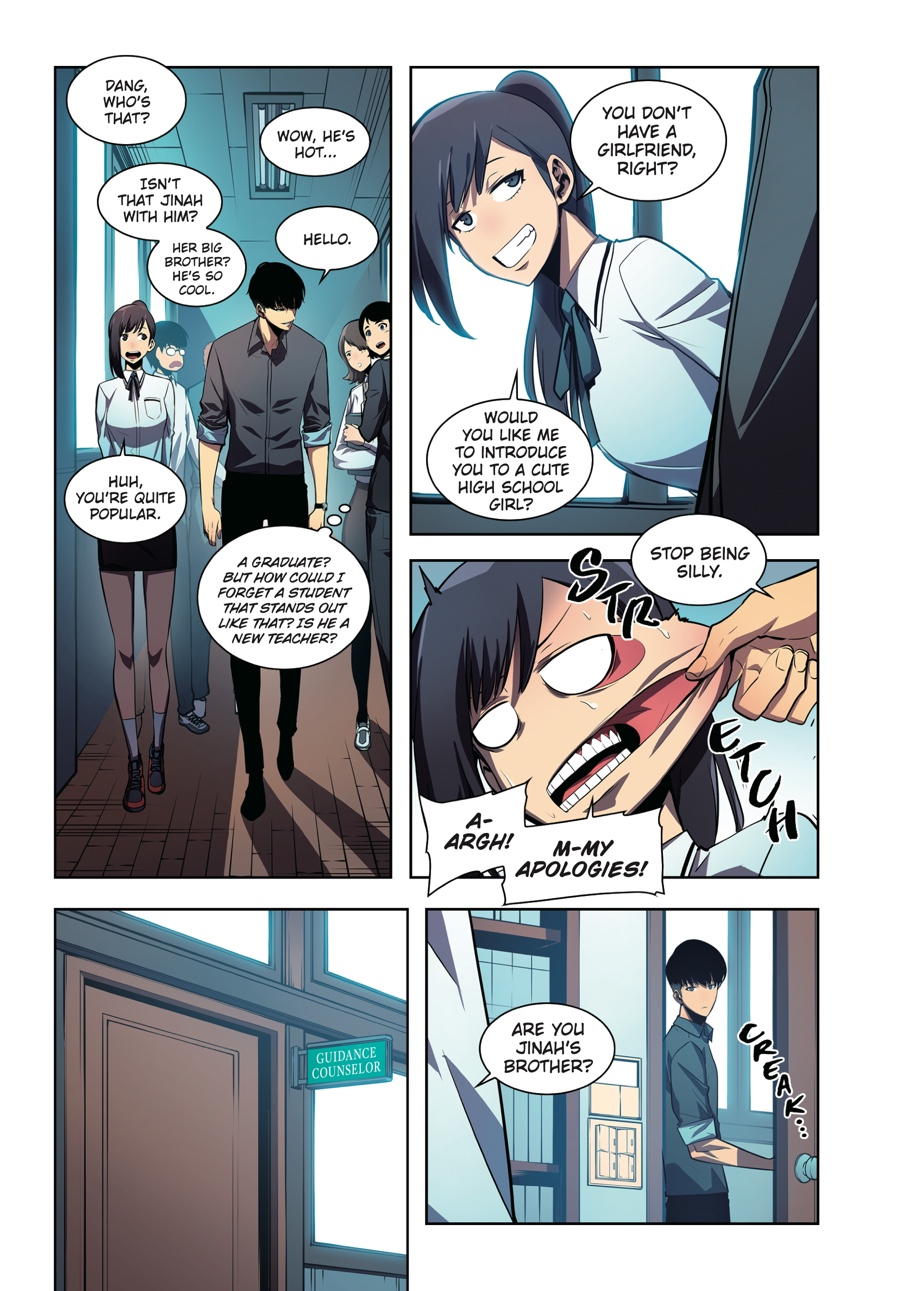 DANG,
WHO'S
THAT?
WOW, HE'S
HOT...
ISN'T
THAT JINAH
WITH HIM?
HER BIG
BROTHER?
HE'S SO
COOL.
HELLO.
HUH,
YOU'RE QUITE
POPULAR.
A GRADUATE?
BUT HOW COULD I
FORGET A STUDENT
THAT STANDS OUT
LIKE THAT? IS HE A
NEW TEACHER?
YOU DON'T
HAVE A
GIRLFRIEND,
RIGHT?
WOULD
YOU LIKE ME
TO INTRODUCE
YOU TO A CUTE
HIGH SCHOOL
GIRL?
STOP BEING
SILLY.
STR
ETCH
A-
ARGH!
M-MY
APOLOGIES!
GUIDANCE
COUNSELOR
ARE YOU
JINAH'S
BROTHER?
CREAK...